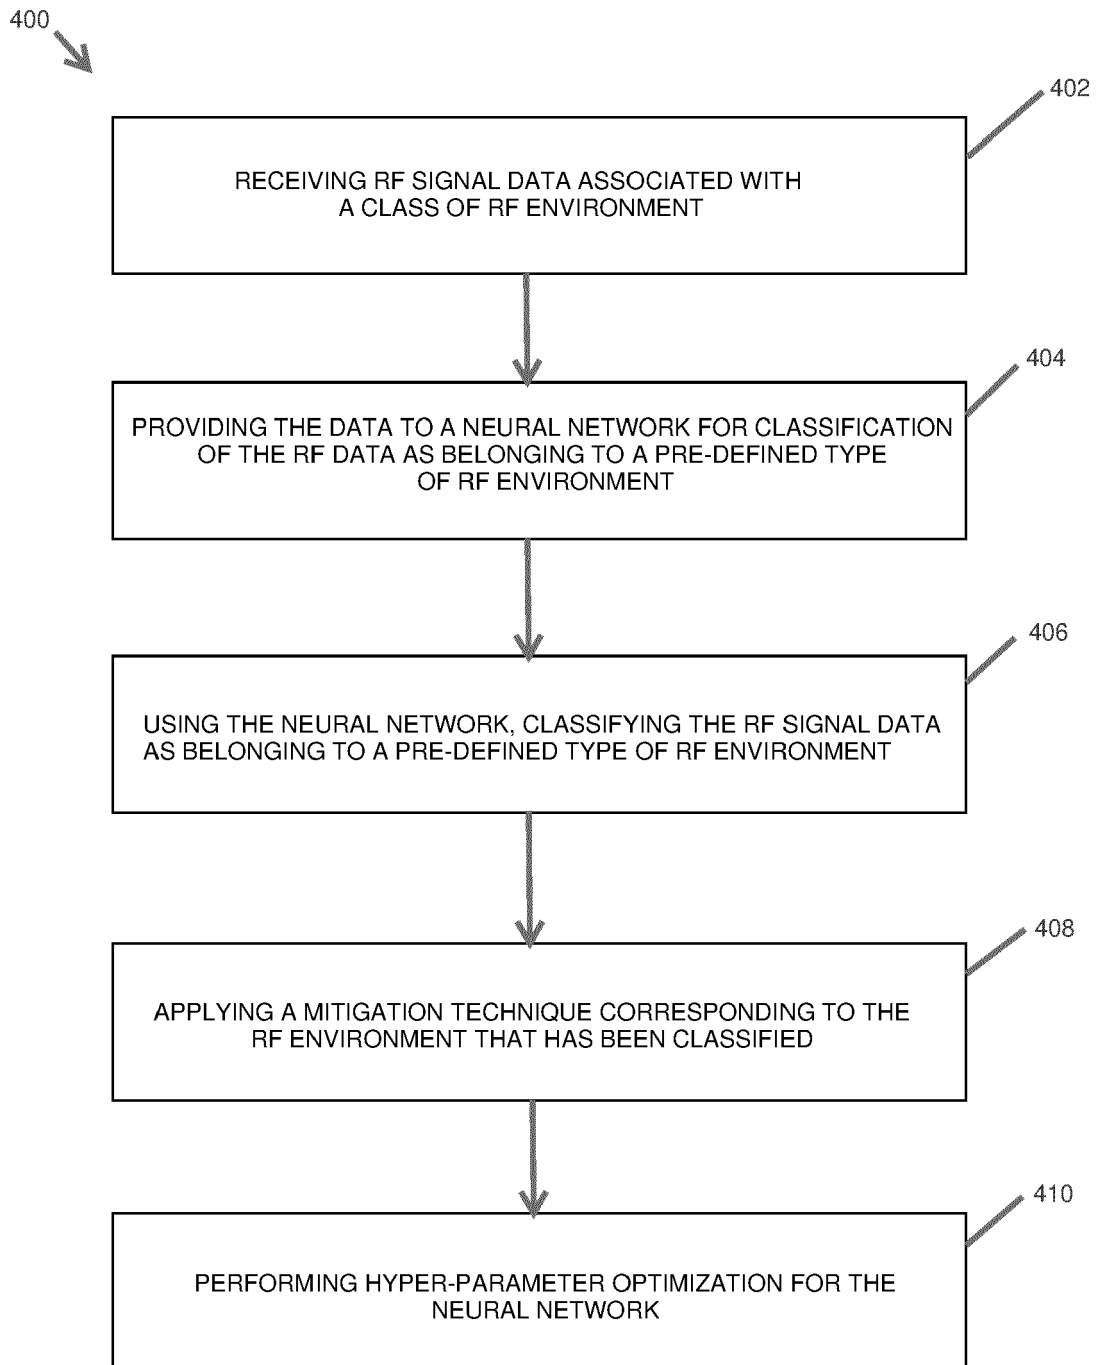 400
402
RECEIVING RF SIGNAL DATA ASSOCIATED WITH
A CLASS OF RF ENVIRONMENT
404
PROVIDING THE DATA TO A NEURAL NETWORK FOR CLASSIFICATION
OF THE RF DATA AS BELONGING TO A PRE-DEFINED TYPE
OF RF ENVIRONMENT
406
USING THE NEURAL NETWORK, CLASSIFYING THE RF SIGNAL DATA
AS BELONGING TO A PRE-DEFINED TYPE OF RF ENVIRONMENT
408
APPLYING A MITIGATION TECHNIQUE CORRESPONDING TO THE
RF ENVIRONMENT THAT HAS BEEN CLASSIFIED
410
PERFORMING HYPER-PARAMETER OPTIMIZATION FOR THE
NEURAL NETWORK